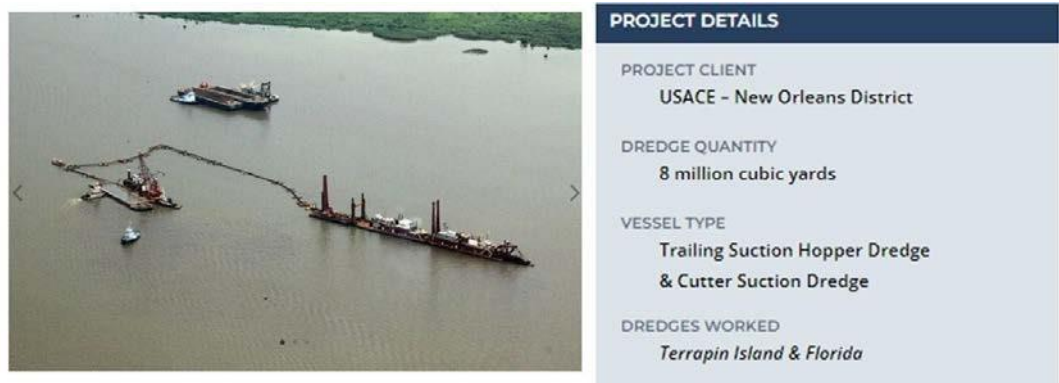 PROJECT DETAILS
PROJECT CLIENT
USACE – New Orleans District
DREDGE QUANTITY
8 million cubic yards
VESSEL TYPE
Trailing Suction Hopper Dredge
& Cutter Suction Dredge
DREDGES WORKED
Terrapin Island & Florida